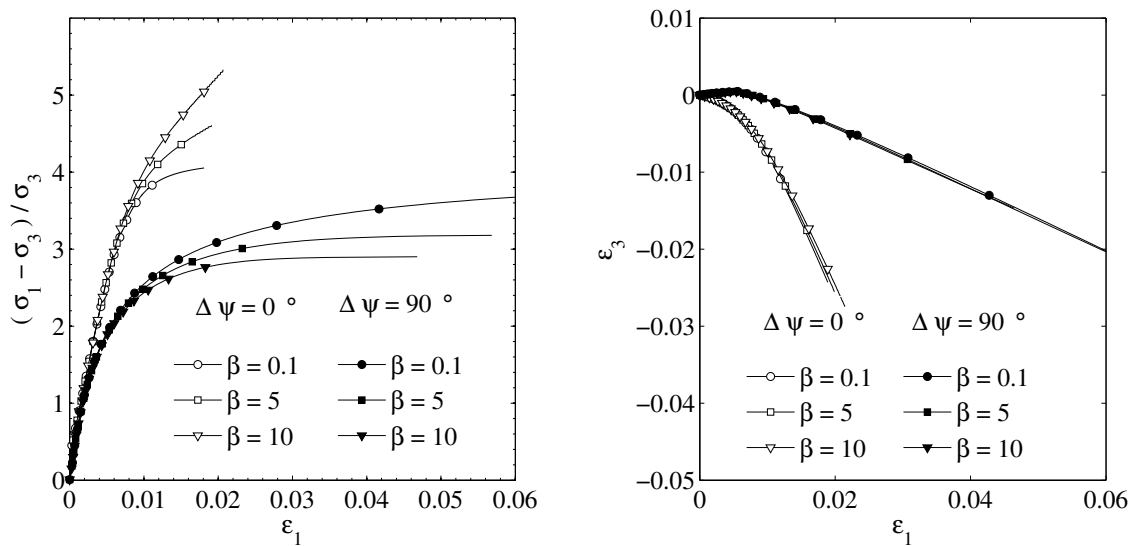 5
4
3
2
1
0
( σ1 − σ3 ) / σ3
Δ ψ = 0 °
Δ ψ = 90 °
β = 0.1
β = 0.1
β = 5
β = 5
β = 10
β = 10
0
0.01
0.02
0.03
0.04
0.05
0.06
ε1
0.01
0
−0.01
−0.02
−0.03
−0.04
−0.05
ε3
Δ ψ = 0 °
Δ ψ = 90 °
β = 0.1
β = 0.1
β = 5
β = 5
β = 10
β = 10
0
0.02
0.04
0.06
ε1